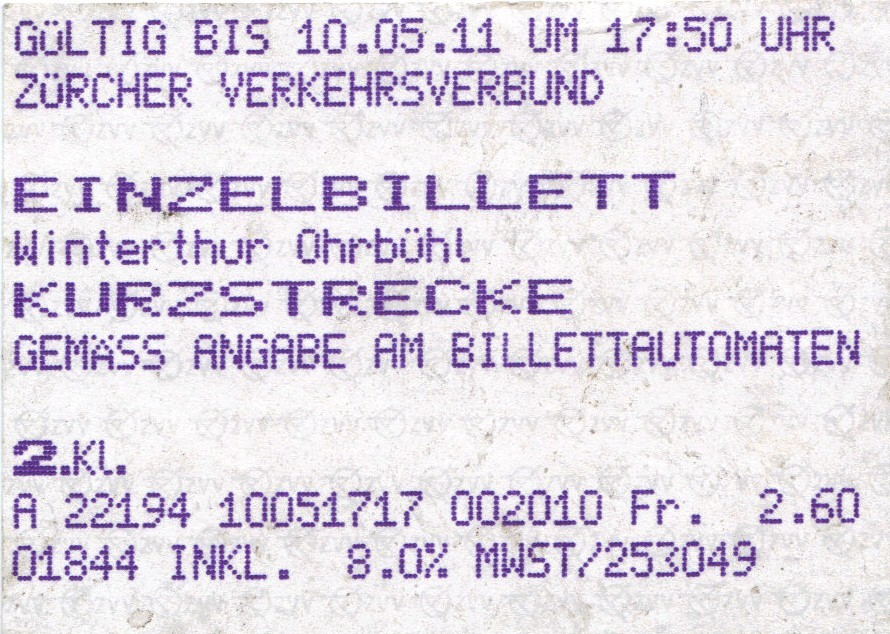 GÜLTIG BIS 10.05.11 UM 17:50 UHR
ZÜRCHER VERKEHRSVERBUND
EINZELBILLETT
Winterthur Ohrbühl
KURZSTRECKE
GEMÄSS ANGABE AM BILLETTAUTOMATEN
2.Kl.
A 22194 10051717 002010 Fr. 2.60
01844 INKL. 8.0% MWST/253049